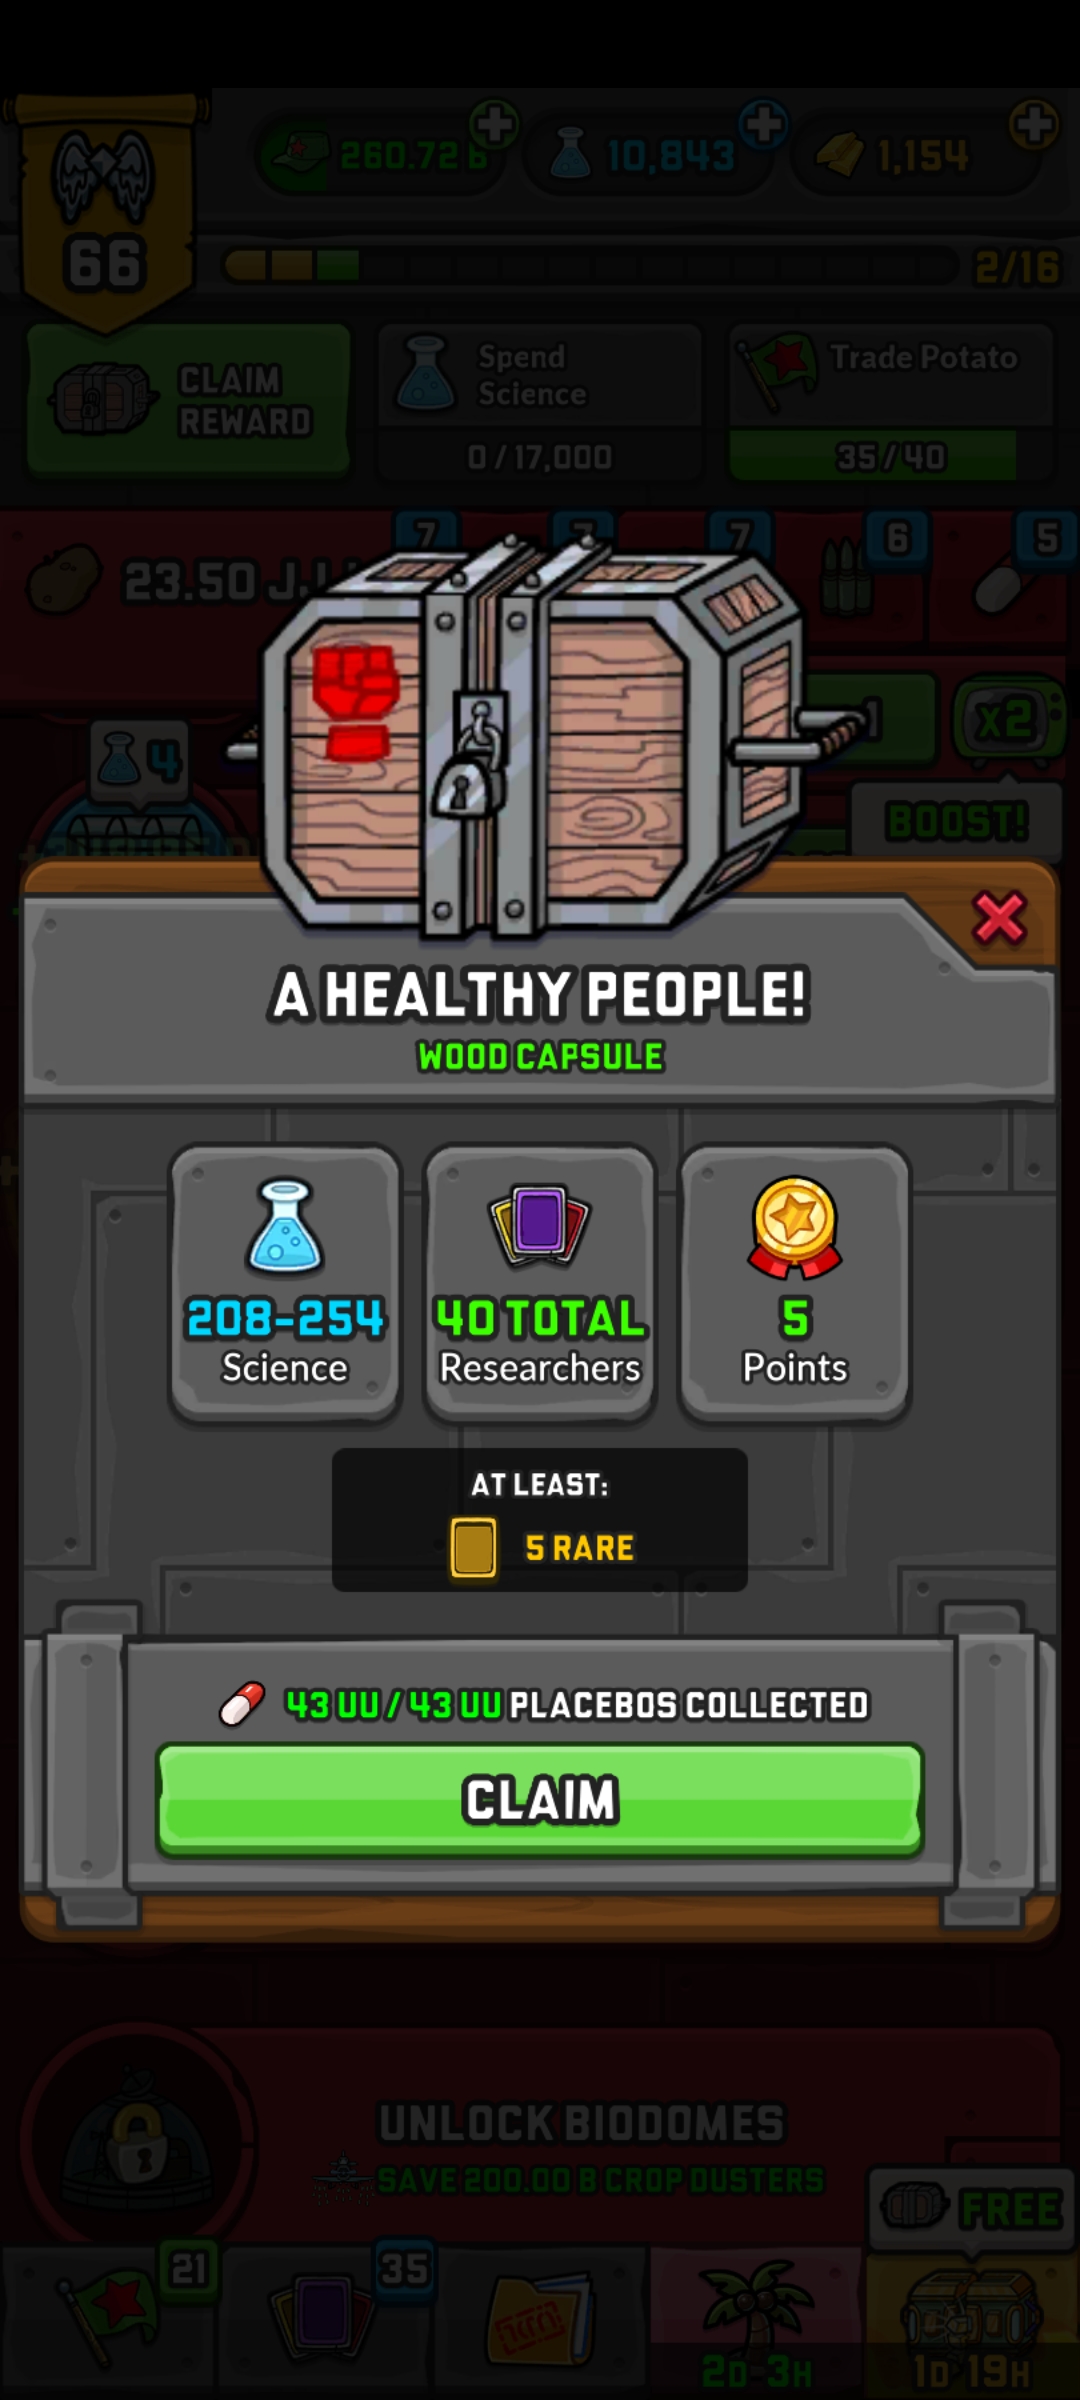 260.72 B
10,843
1,154
66
2/16
CLAIM
REWARD
Spend
Science
0 / 17,000
Trade Potato
35 / 40
23.50
7
7
7
6
5
4
x2
BOOST!
A HEALTHY PEOPLE!
WOOD CAPSULE
208-254
Science
40 TOTAL
Researchers
5
Points
AT LEAST:
5 RARE
43 UU / 43 UU PLACEBOS COLLECTED
CLAIM
UNLOCK BIODOMES
SAVE 200.00 B CROP DUSTERS
FREE
21
35
2D 3H
1D 19H